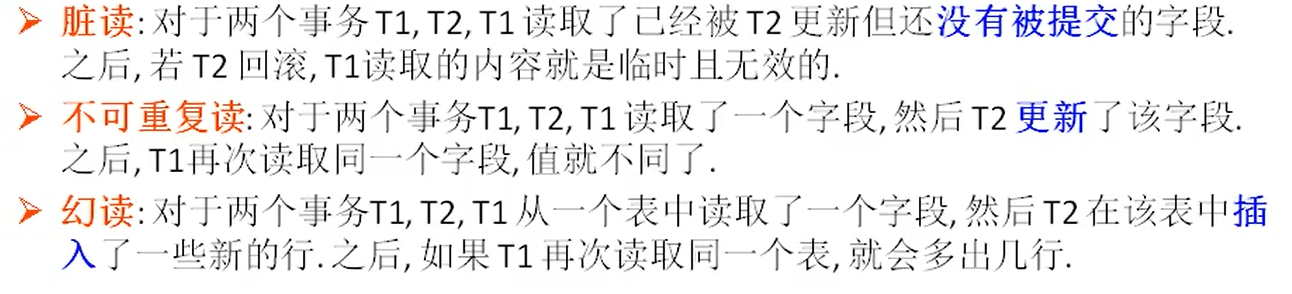 脏读: 对于两个事务T1, T2, T1 读取了已经被 T2 更新但还没有被提交的字段.
之后, 若 T2 回滚, T1读取的内容就是临时且无效的.
不可重复读: 对于两个事务T1, T2, T1 读取了一个字段, 然后 T2 更新了该字段.
之后, T1再次读取同一个字段, 值就不同了.
幻读: 对于两个事务T1, T2, T1 从一个表中读取了一个字段, 然后 T2 在该表中插
入了一些新的行. 之后, 如果 T1 再次读取同一个表, 就会多出几行.